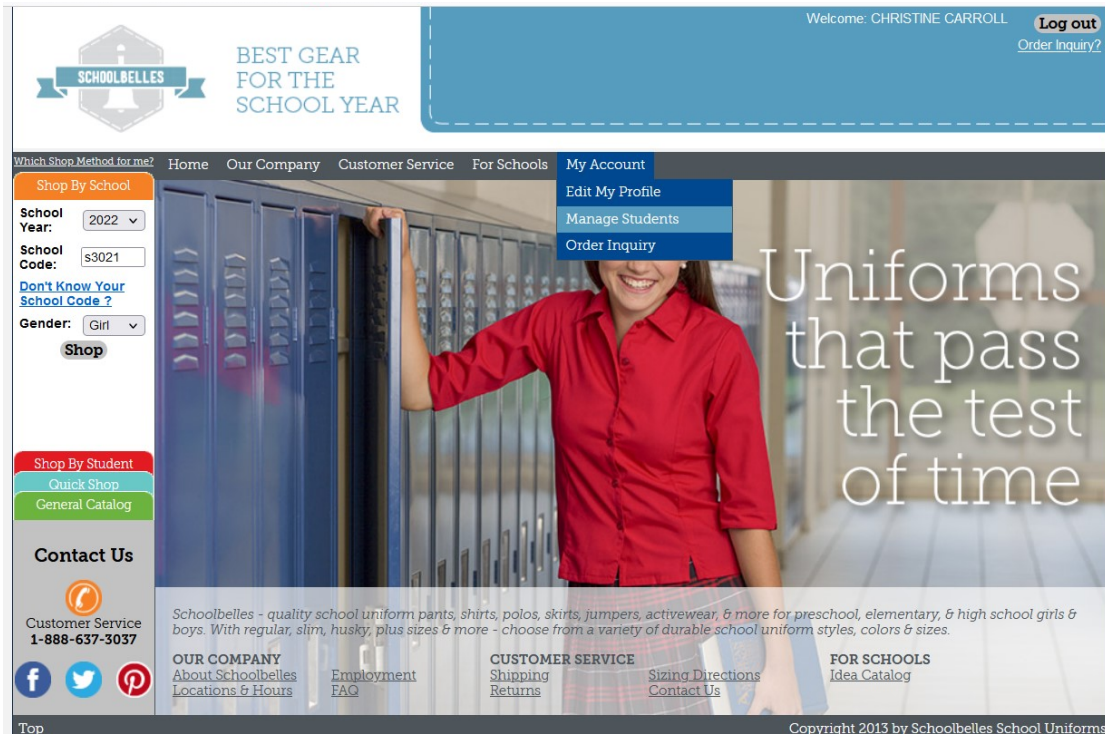 Welcome: CHRISTINE CARROLL
Log out
Order Inquiry?
SCHOOLBELLES
BEST GEAR
FOR THE
SCHOOL YEAR
Which Shop Method for me?
Home Our Company Customer Service For Schools My Account
Edit My Profile
Manage Students
Order Inquiry
Shop By School
School Year: 2022
School Code: s3021
Don't Know Your
School Code ?
Gender: Girl
Shop
Shop By Student
Quick Shop
General Catalog
Contact Us
Customer Service
1-888-637-3037
Uniforms
that pass
the test
of time
Schoolbelles - quality school uniform pants, shirts, polos, skirts, jumpers, activewear, & more for preschool, elementary, & high school girls &
boys. With regular, slim, husky, plus sizes & more - choose from a variety of durable school uniform styles, colors & sizes.
OUR COMPANY
About Schoolbelles Employment
Locations & Hours FAQ
CUSTOMER SERVICE
Shipping Sizing Directions
Returns Contact Us
FOR SCHOOLS
Idea Catalog
Top
Copyright 2013 by Schoolbelles School Uniforms